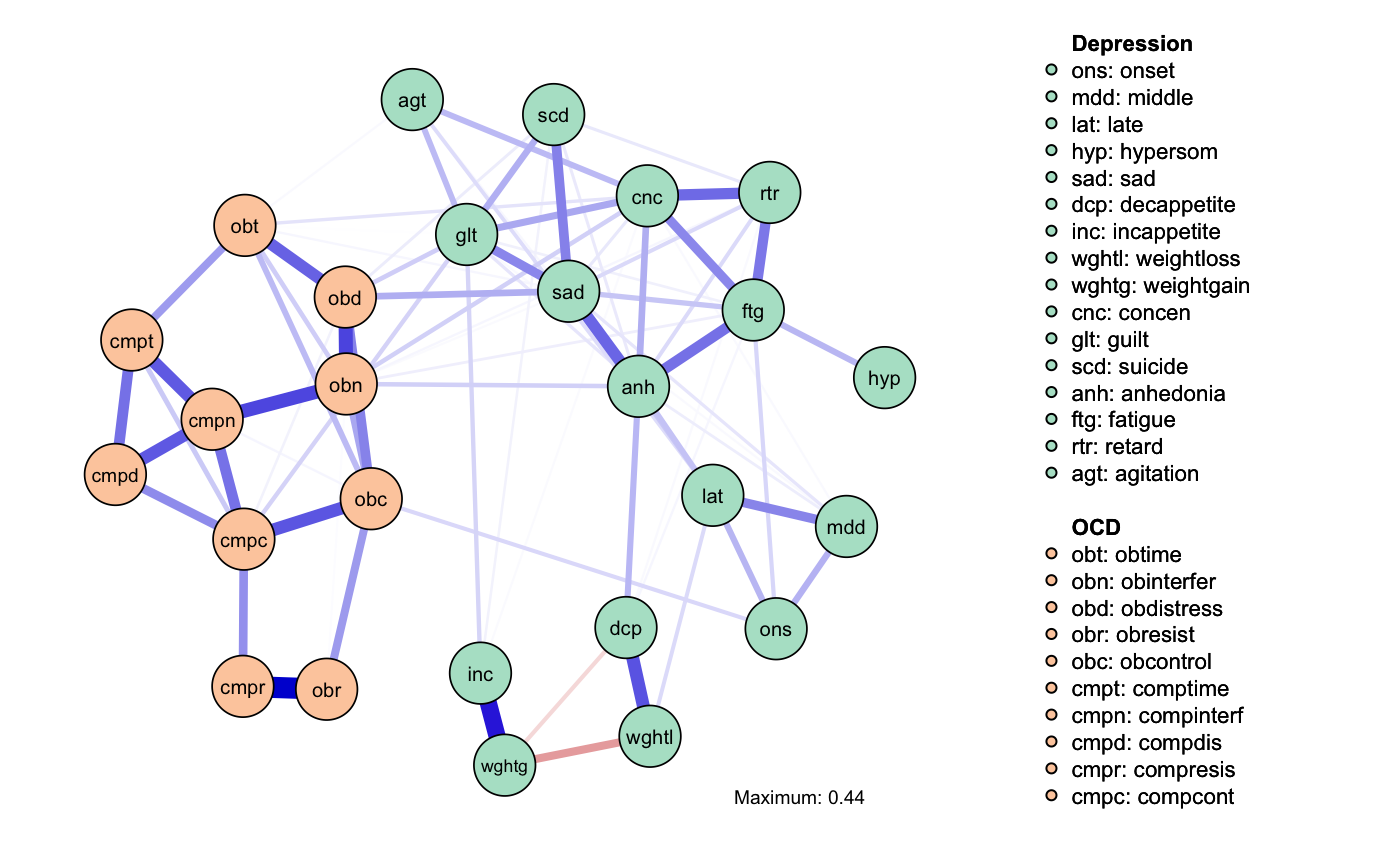 agt
scd
cnc
rtr
obt
glt
obd
sad
ftg
cmpt
obn
anh
hyp
cmpn
cmpd
obc
lat
mdd
cmpc
dcp
ons
inc
cmpr
obr
wghtl
wghtg
Maximum: 0.44
Depression
ons: onset
mdd: middle
lat: late
hyp: hypersom
sad: sad
dcp: decappetite
inc: incappetite
wghtl: weightloss
wghtg: weightgain
cnc: concen
glt: guilt
scd: suicide
anh: anhedonia
ftg: fatigue
rtr: retard
agt: agitation
OCD
obt: obtime
obn: obinterfer
obd: obdistress
obr: obresist
obc: obcontrol
cmpt: comptime
cmpn: compinterf
cmpd: compdis
cmpr: compresis
cmpc: compcont